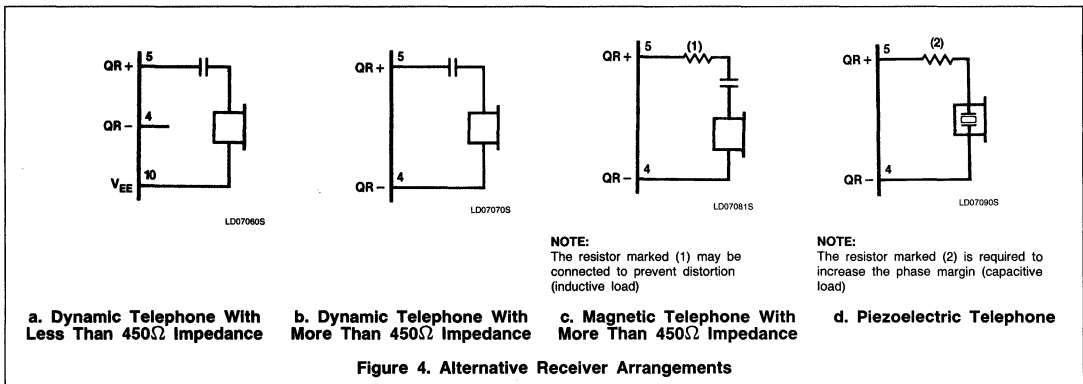 5
QR+
4
QR−
10
VEE
LD07060S
a. Dynamic Telephone With
Less Than 450Ω Impedance
5
QR+
4
QR−
LD07070S
b. Dynamic Telephone With
More Than 450Ω Impedance
5
(1)
QR+
4
QR−
LD07081S
NOTE:
The resistor marked (1) may be
connected to prevent distortion
(inductive load)
c. Magnetic Telephone With
More Than 450Ω Impedance
5
(2)
QR+
4
QR−
LD07090S
NOTE:
The resistor marked (2) is required to
increase the phase margin (capacitive
load)
d. Piezoelectric Telephone
Figure 4. Alternative Receiver Arrangements